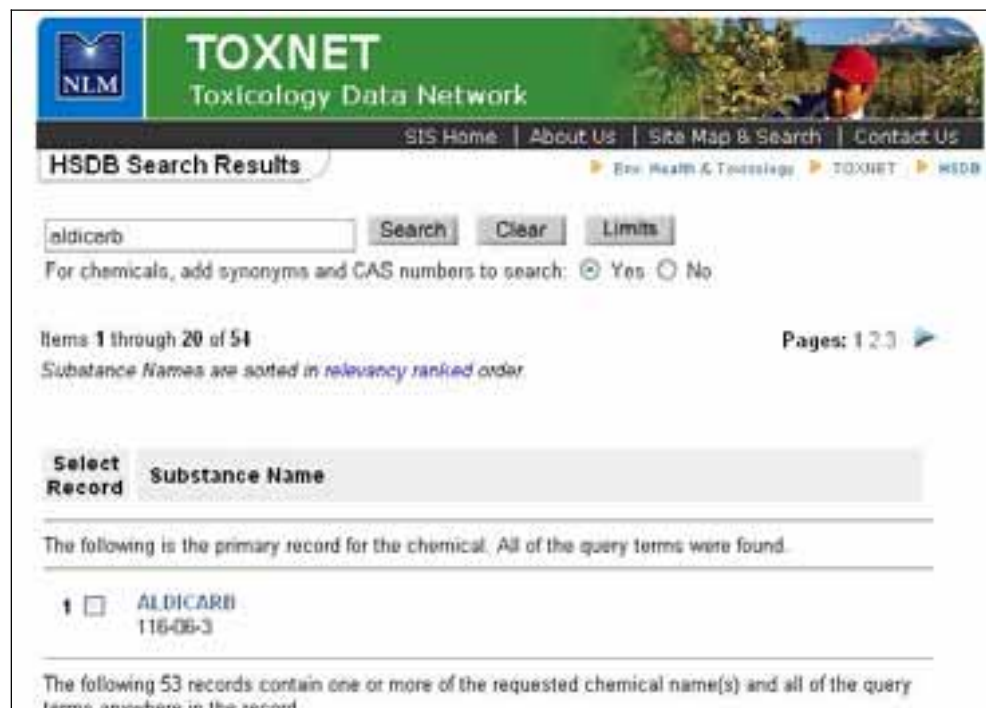 NLM
TOXNET
Toxicology Data Network
SIS Home | About Us | Site Map & Search | Contact Us
HSDB Search Results
Env. Health & Toxicology TOXNET HSDB
aldicarb Search Clear Limits
For chemicals, add synonyms and CAS numbers to search: Yes No
Items 1 through 20 of 54 Pages: 1 2 3
Substance Names are sorted in relevancy ranked order.
Select Record Substance Name
The following is the primary record for the chemical. All of the query terms were found.
1 ALDICARB
116-06-3
The following 53 records contain one or more of the requested chemical name(s) and all of the query
terms anywhere in the record.